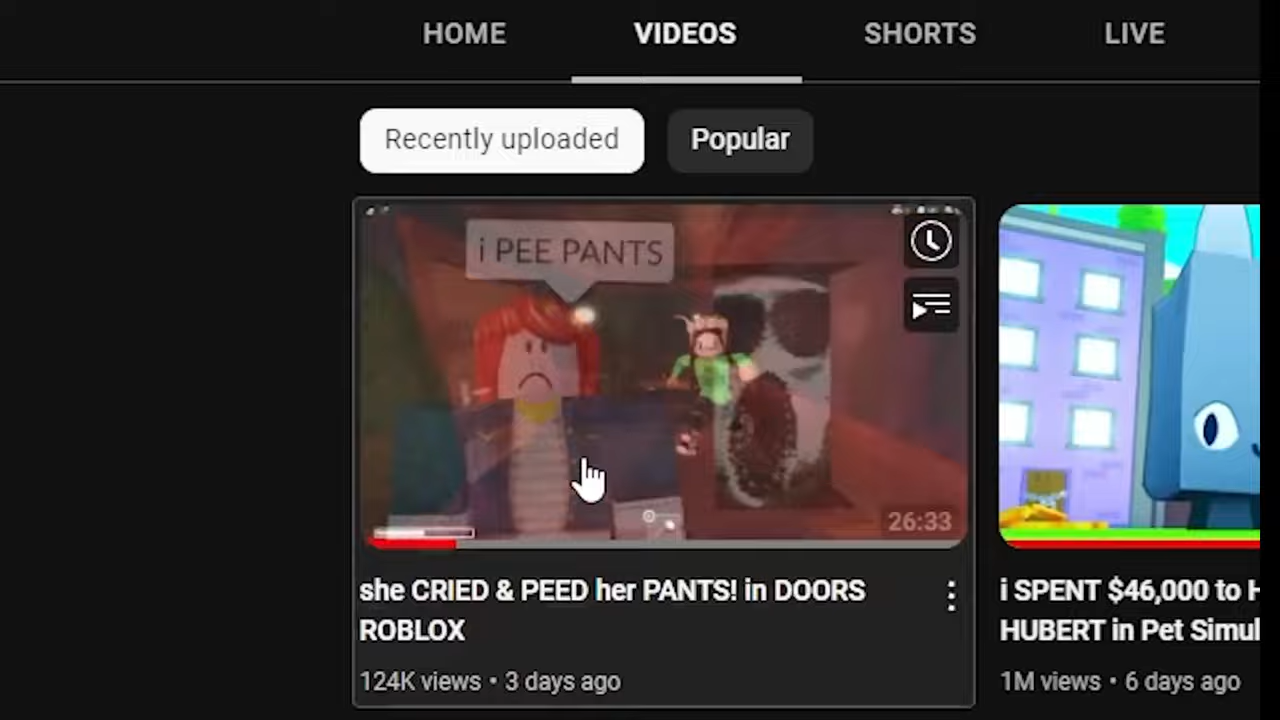 HOME VIDEOS SHORTS LIVE
Recently uploaded Popular
i PEE PANTS
26:33
she CRIED & PEED her PANTS! in DOORS
ROBLOX
124K views • 3 days ago
i SPENT $46,000 to
HUBERT in Pet
1M views • 6 days ago